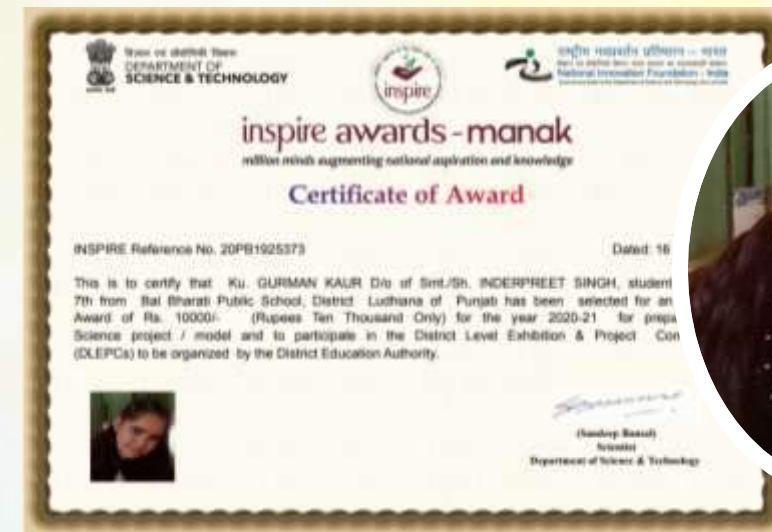 DEPARTMENT OF
SCIENCE & TECHNOLOGY
inspire
National Innovation Foundation - India
inspire awards - manak
million minds augmenting national aspiration and knowledge
Certificate of Award
INSPIRE Reference No. 20PB1925373
Dated: 16
This is to certify that Ku. GURMAN KAUR D/o of Smt./Sh. INDERPREET SINGH, student
7th from Bal Bharati Public School, District Ludhiana of Punjab has been selected for an
Award of Rs. 10000/- (Rupees Ten Thousand Only) for the year 2020-21 for prepa
Science project / model and to participate in the District Level Exhibition & Project Com
(DLEPCs) to be organized by the District Education Authority.
(Sandeep Bansal)
Scientist
Department of Science & Technology